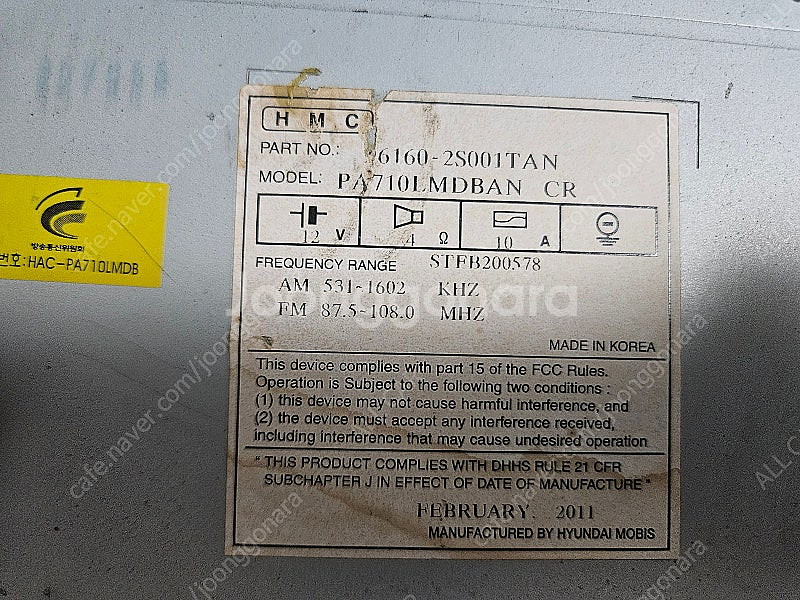 H M C
PART NO.: 6160-2S001TAN
MODEL: PA710LMDBAN CR
12 V
4 Ω
10 A
FREQUENCY RANGE STFB200578
AM 531~1602 KHZ
FM 87.5~108.0 MHZ
MADE IN KOREA
This device complies with part 15 of the FCC Rules.
Operation is Subject to the following two conditions :
(1) this device may not cause harmful interference, and
(2) the device must accept any interference received,
including interference that may cause undesired operation
" THIS PRODUCT COMPLIES WITH DHHS RULE 21 CFR
SUBCHAPTER J IN EFFECT OF DATE OF MANUFACTURE "
FEBRUARY, 2011
MANUFACTURED BY HYUNDAI MOBIS
방송통신위원회
번호:HAC-PA710LMDB
Joonggonara
cafe.naver.com/joonggonara